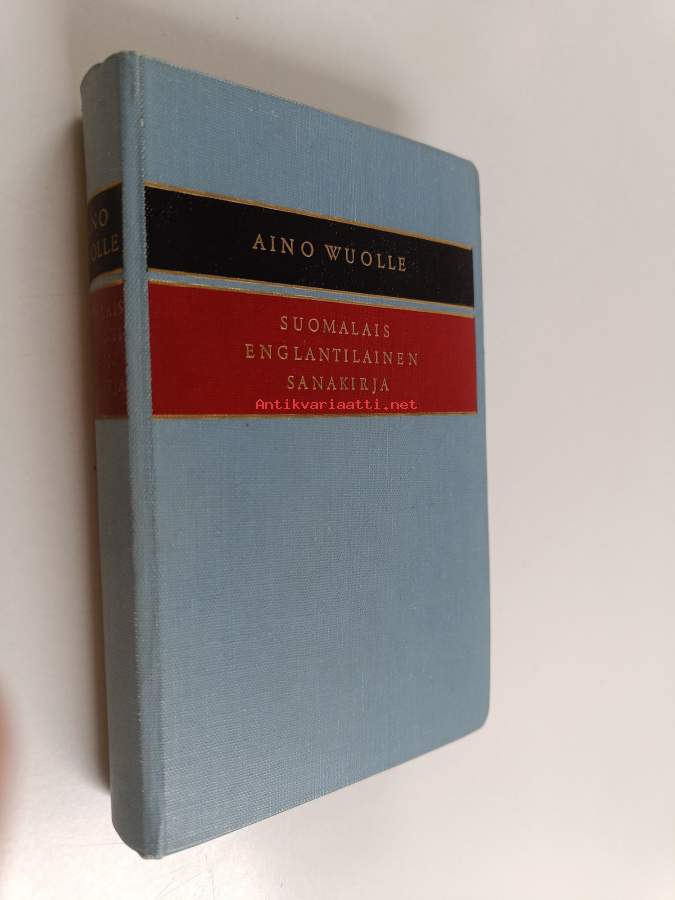 AINO WUOLLE
SUOMALAIS
ENGLANTILAINEN
SANAKIRJA
Antikvariaatti.net